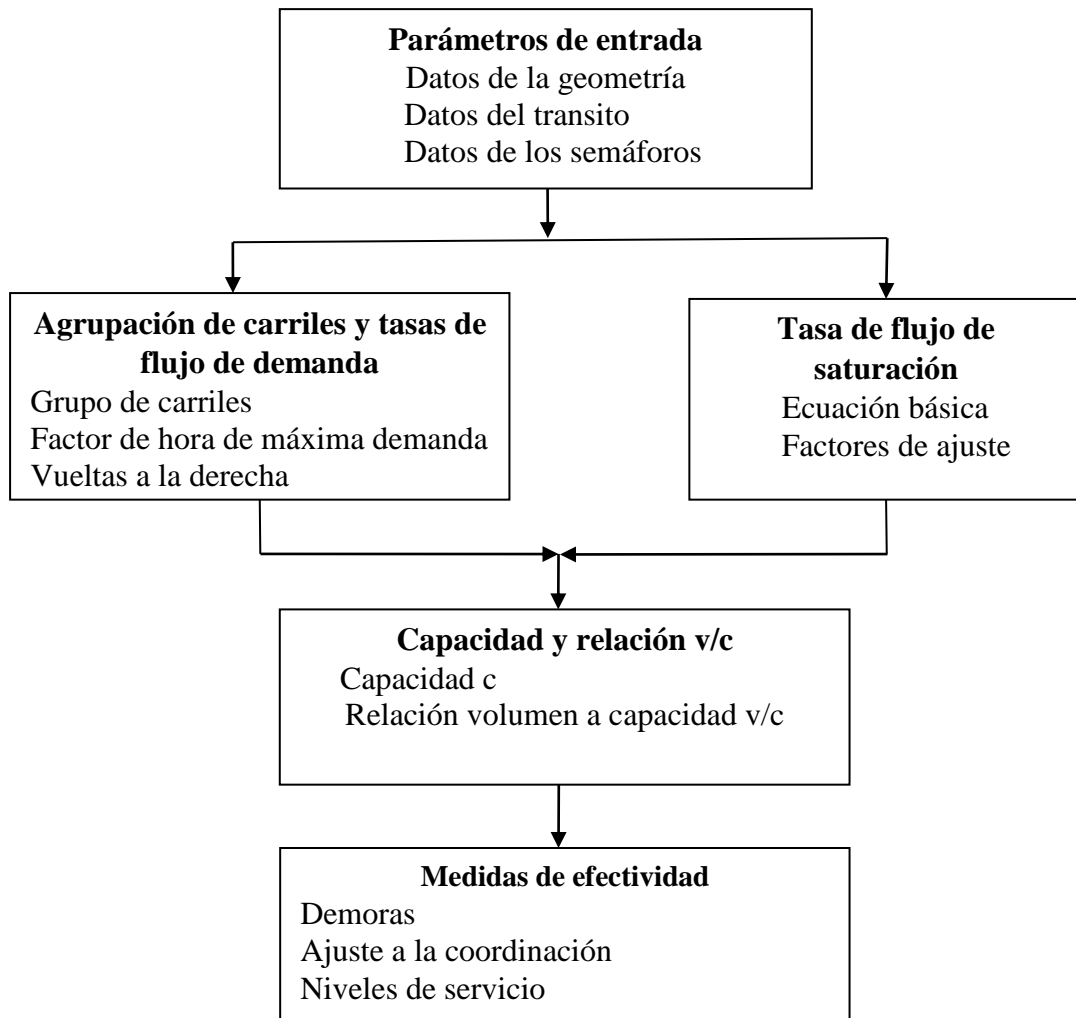 Parámetros de entrada
Datos de la geometría
Datos del transito
Datos de los semáforos
Agrupación de carriles y tasas de
flujo de demanda
Grupo de carriles
Factor de hora de máxima demanda
Vueltas a la derecha
Tasa de flujo de
saturación
Ecuación básica
Factores de ajuste
Capacidad y relación v/c
Capacidad c
Relación volumen a capacidad v/c
Medidas de efectividad
Demoras
Ajuste a la coordinación
Niveles de servicio